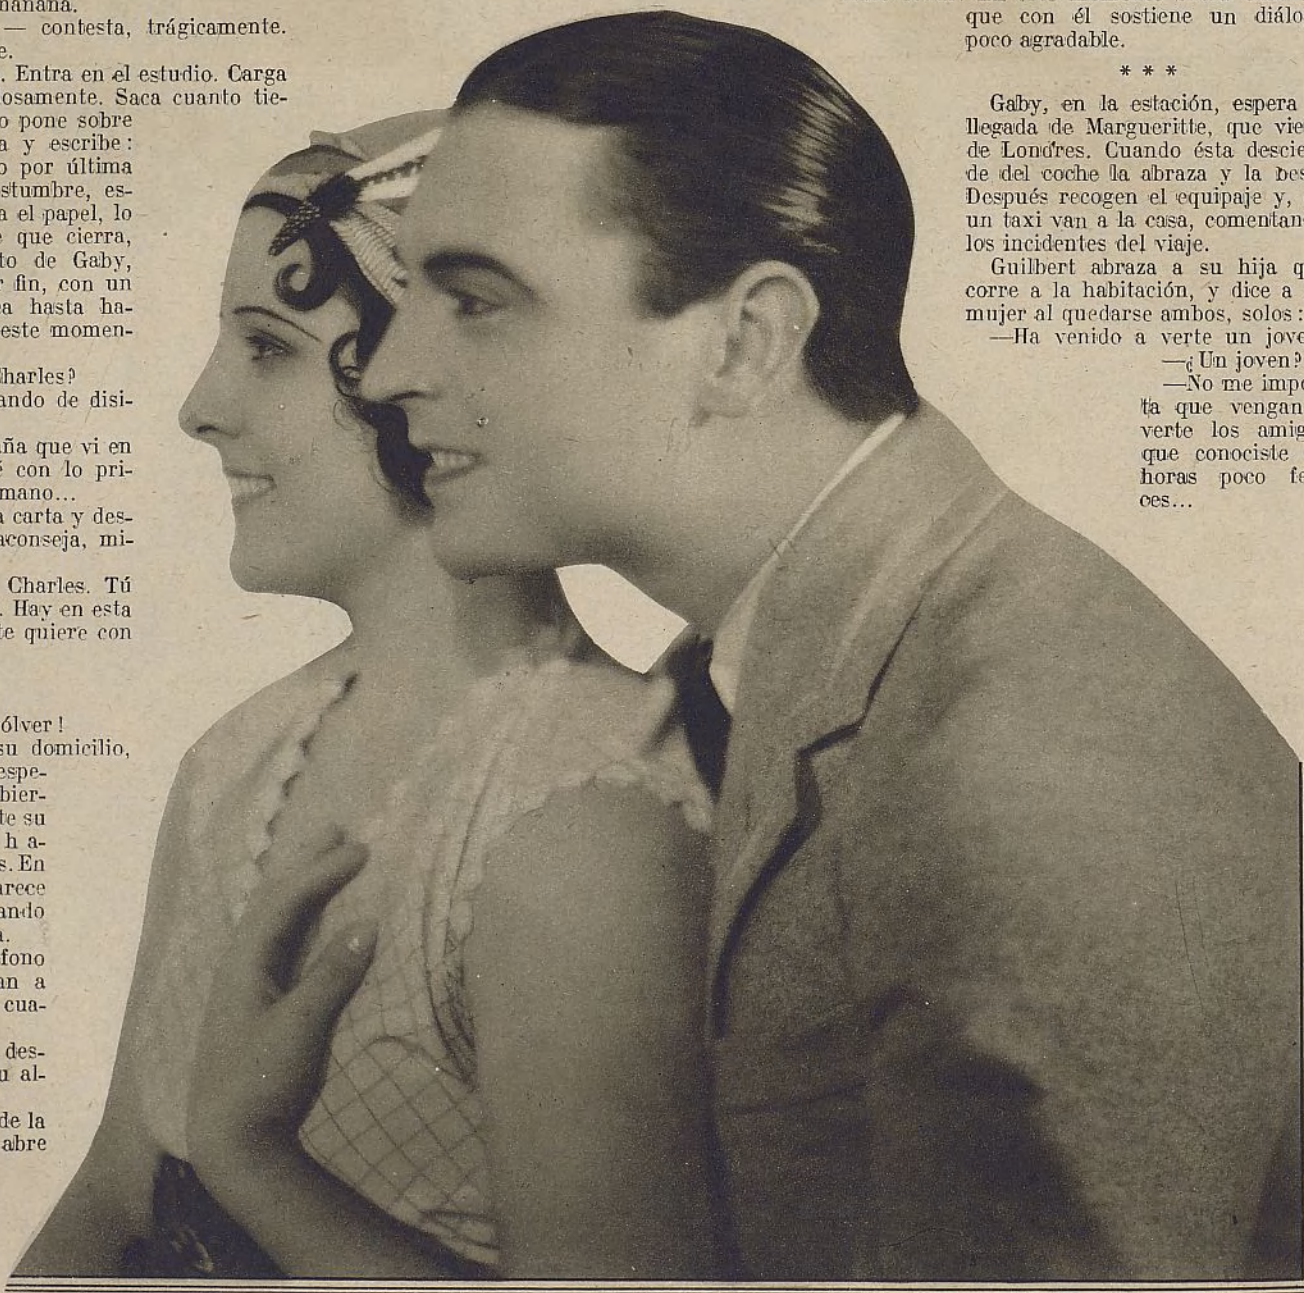 mañana.
— contesta, trágicamente.
e.
. Entra en el estudio. Carga
osamente. Saca cuanto tie-
o pone sobre
a y escribe:
o por última
stumbre, es-
a el papel, lo
e que cierra,
to de Gaby,
r fin, con un
a hasta ha-
este momen-
harles?
ando de disi-
aña que vi en
é con lo pri-
mano...
a carta y des-
aconseja, mi-
Charles. Tú
. Hay en esta
te quiere con
ólver!
su domicilio,
espe-
bier-
te su
h a-
s. En
arece
ando
a.
fono
an a
cua-
des-
u al-
de la
abre
que con él sostiene un diálo
poco agradable.
* * *
Gaby, en la estación, espera
llegada de Margueritte, que vie
de Londres. Cuando ésta descie
de del coche la abraza y la bes
Después recogen el equipaje y,
un taxi van a la casa, comentan
los incidentes del viaje.
Guilbert abraza a su hija q
corre a la habitación, y dice a
mujer al quedarse ambos, solos:
—Ha venido a verte un jove
—¿Un joven?
—No me impo
ta que vengan
verte los amig
que conociste
horas poco fe
ces...